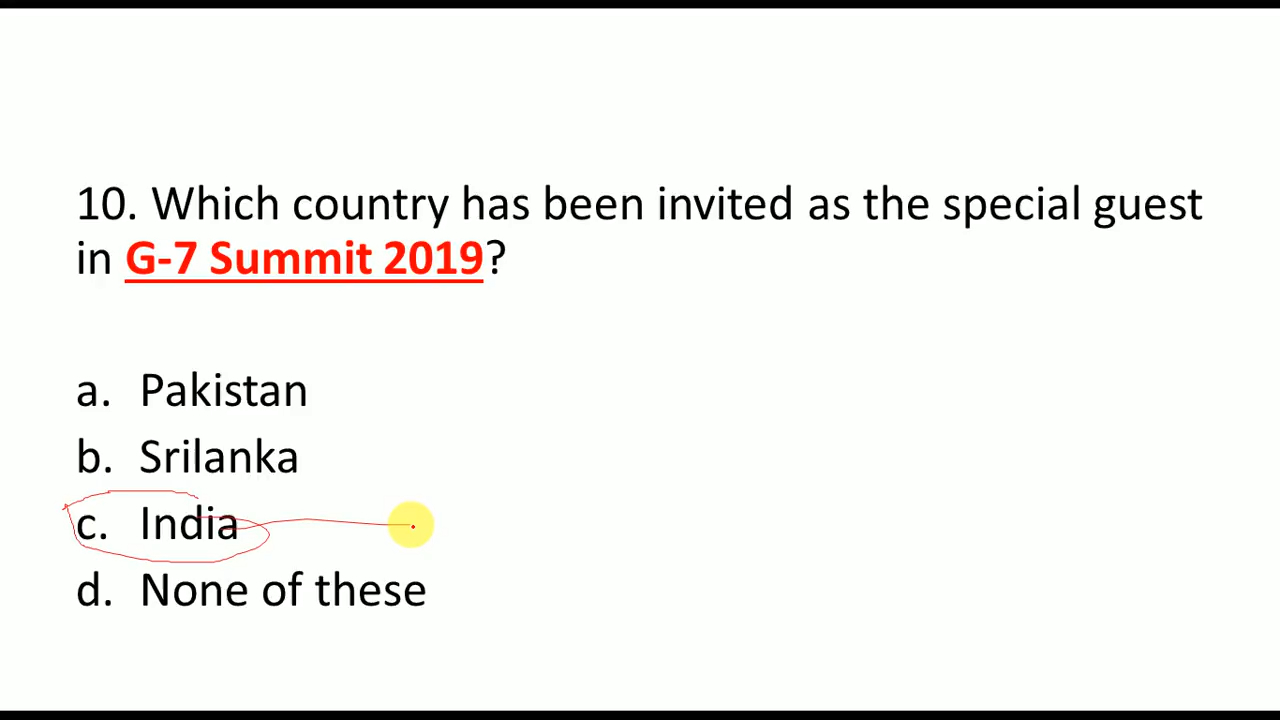 10. Which country has been invited as the special guest
in G-7 Summit 2019?
a. Pakistan
b. Srilanka
c. India
d. None of these